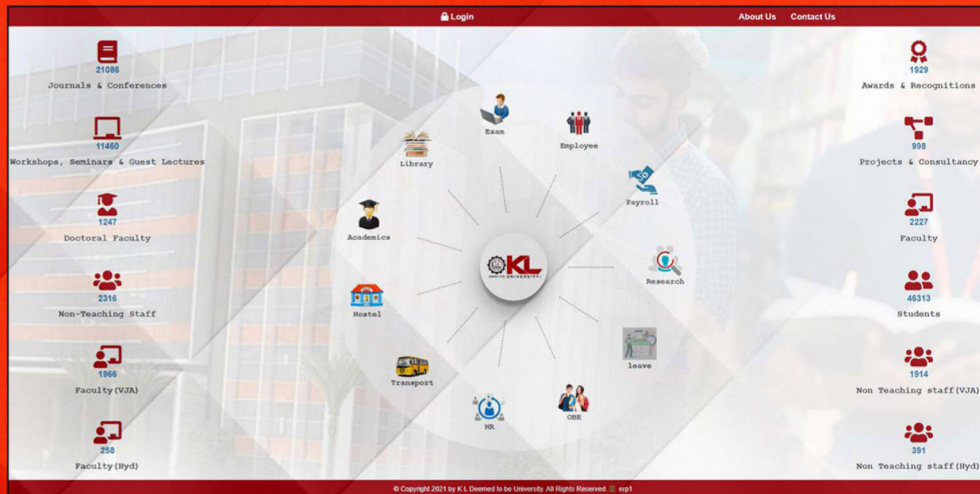 Login
About Us Contact Us
21086
Journals & Conferences
11460
Workshops, Seminars & Guest Lectures
1247
Doctoral Faculty
2316
Non-Teaching Staff
1966
Faculty(VJA)
258
Faculty(Hyd)
Exam
Employee
Library
Payroll
Academics
KL
UNIVERSITY
Research
Hostel
leave
Transport
OBE
HR
1929
Awards & Recognitions
998
Projects & Consultancy
2227
Faculty
46313
Students
1914
Non Teaching staff(VJA)
391
Non Teaching staff(Hyd)
© Copyright 2021 by K L Deemed to be University. All Rights Reserved. erp1